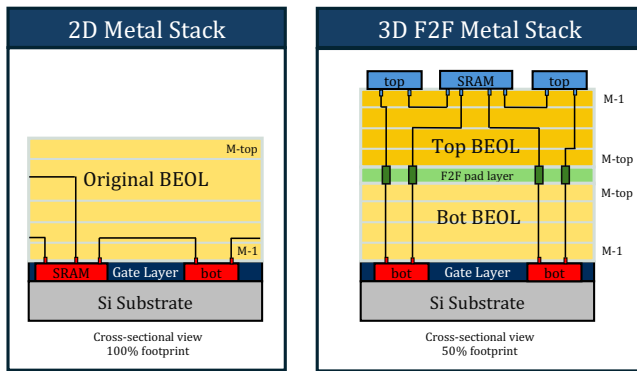 2D Metal Stack
M-top
Original BEOL
M-1
SRAM
Gate Layer
bot
Si Substrate
Cross-sectional view
100% footprint
3D F2F Metal Stack
top
SRAM
top
M-1
Top BEOL
M-top
F2F pad layer
M-top
Bot BEOL
M-1
bot
Gate Layer
bot
Si Substrate
Cross-sectional view
50% footprint